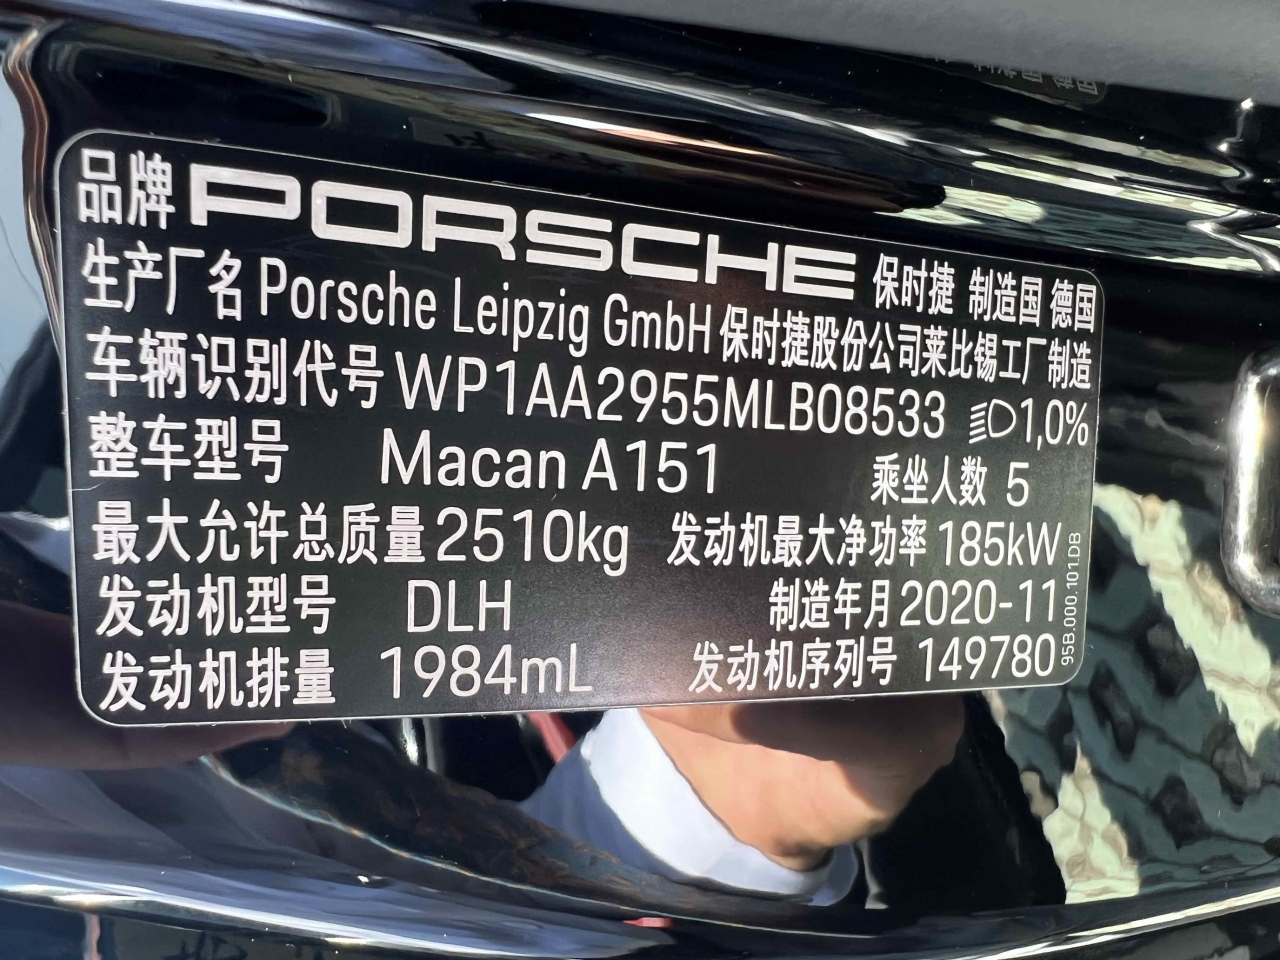 品牌 PORSCHE 保时捷 制造国 德国
生产厂名 Porsche Leipzig GmbH 保时捷股份公司莱比锡工厂制造
车辆识别代号 WP1AA2955MLB08533 1,0%
整车型号 Macan A151 乘坐人数 5
最大允许总质量 2510kg 发动机最大净功率 185kW
发动机型号 DLH 制造年月 2020-11
发动机排量 1984mL 发动机序列号 149780
95B.000.101.DB